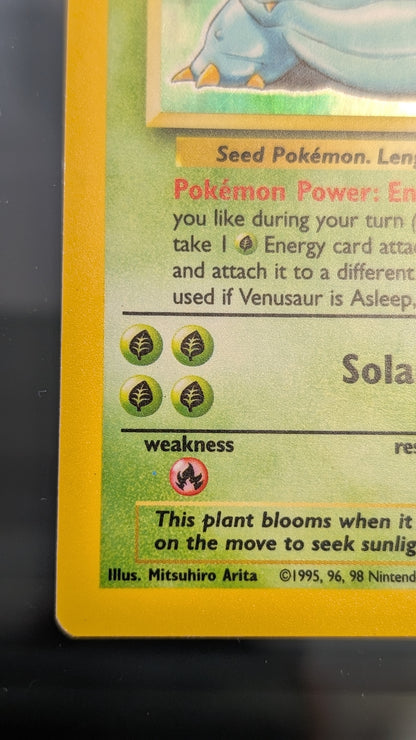 Seed Pokémon. Leng
Pokémon Power: En
you like during your turn (
take 1 Energy card atta
and attach it to a different
used if Venusaur is Asleep,
Sola
weakness
res
This plant blooms when it
on the move to seek sunlig
Illus. Mitsuhiro Arita ©1995, 96, 98 Nintend